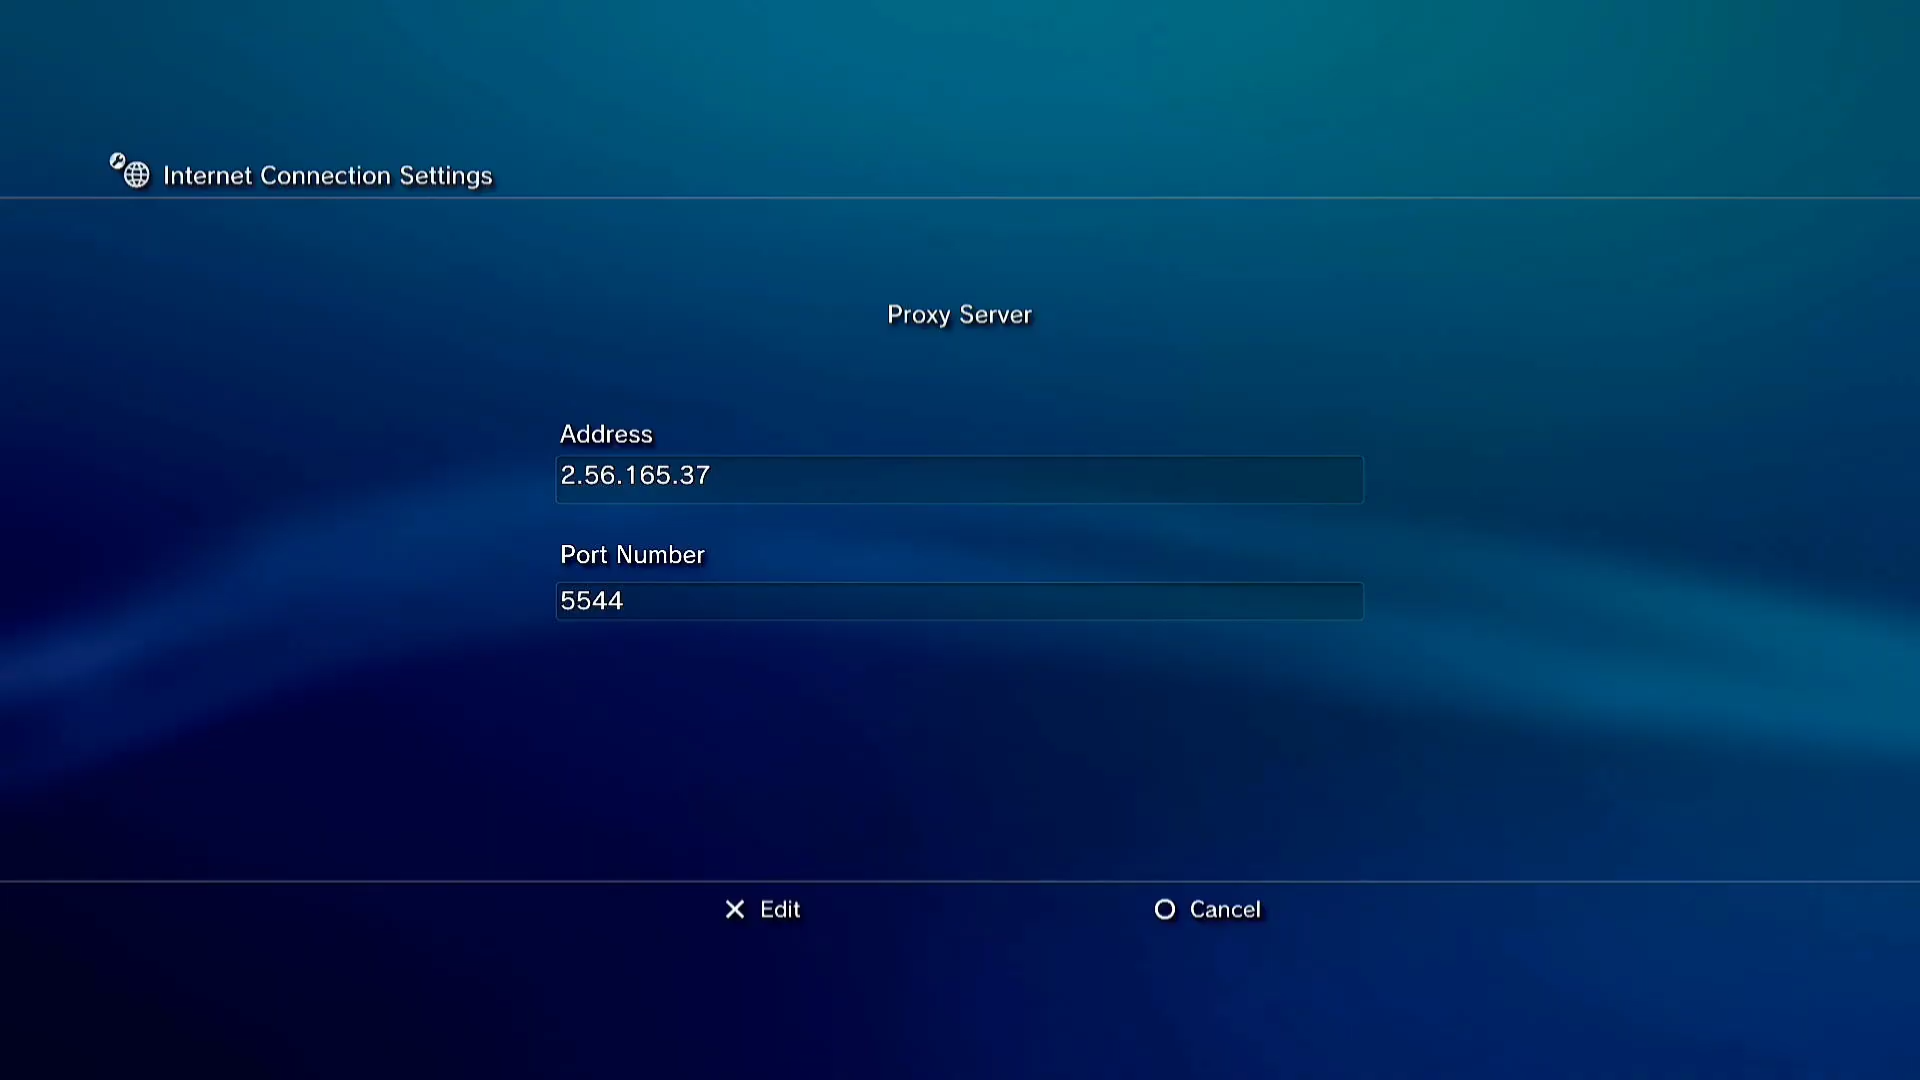 Internet Connection Settings
Proxy Server
Address
2.56.165.37
Port Number
5544
Edit
Cancel